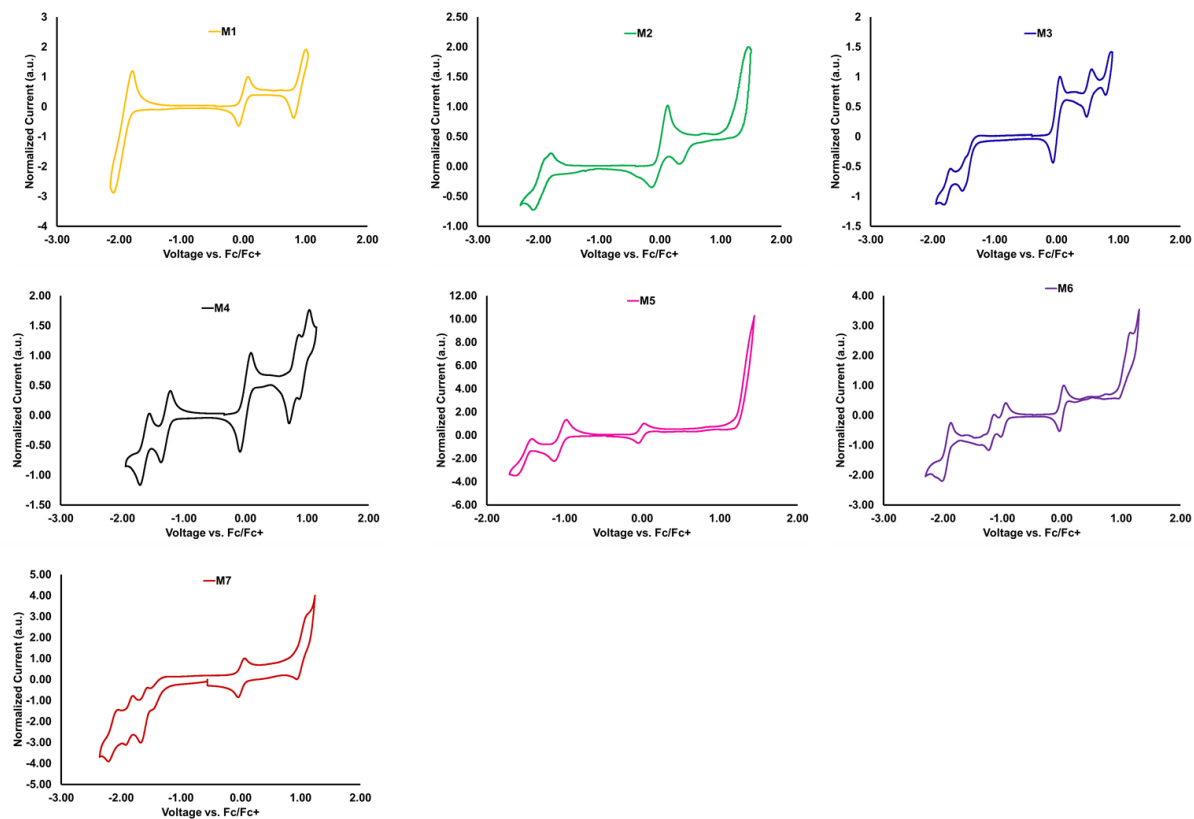 M1
Normalized Current (a.u.)
3
2
1
0
-1
-2
-3
-4
-3.00 -2.00 -1.00 0.00 1.00 2.00
Voltage vs. Fc/Fc+
M2
Normalized Current (a.u.)
2.50
2.00
1.50
1.00
0.50
0.00
-0.50
-1.00
-3.00 -2.00 -1.00 0.00 1.00 2.00
Voltage vs. Fc/Fc+
M3
Normalized Current (a.u.)
2
1.5
1
0.5
0
-0.5
-1
-1.5
-3.00 -2.00 -1.00 0.00 1.00 2.00
Voltage vs. Fc/Fc+
M4
Normalized Current (a.u.)
2.00
1.50
1.00
0.50
0.00
-0.50
-1.00
-1.50
-3.00 -2.00 -1.00 0.00 1.00 2.00
Voltage vs. Fc/Fc+
M5
Normalized Current (a.u.)
12.00
10.00
8.00
6.00
4.00
2.00
0.00
-2.00
-4.00
-6.00
-2.00 -1.00 0.00 1.00 2.00
Voltage vs. Fc/Fc+
M6
Normalized Current (a.u.)
4.00
3.00
2.00
1.00
0.00
-1.00
-2.00
-3.00
-3.00 -2.00 -1.00 0.00 1.00 2.00
Voltage vs. Fc/Fc+
M7
Normalized Current (a.u.)
5.00
4.00
3.00
2.00
1.00
0.00
-1.00
-2.00
-3.00
-4.00
-5.00
-3.00 -2.00 -1.00 0.00 1.00 2.00
Voltage vs. Fc/Fc+